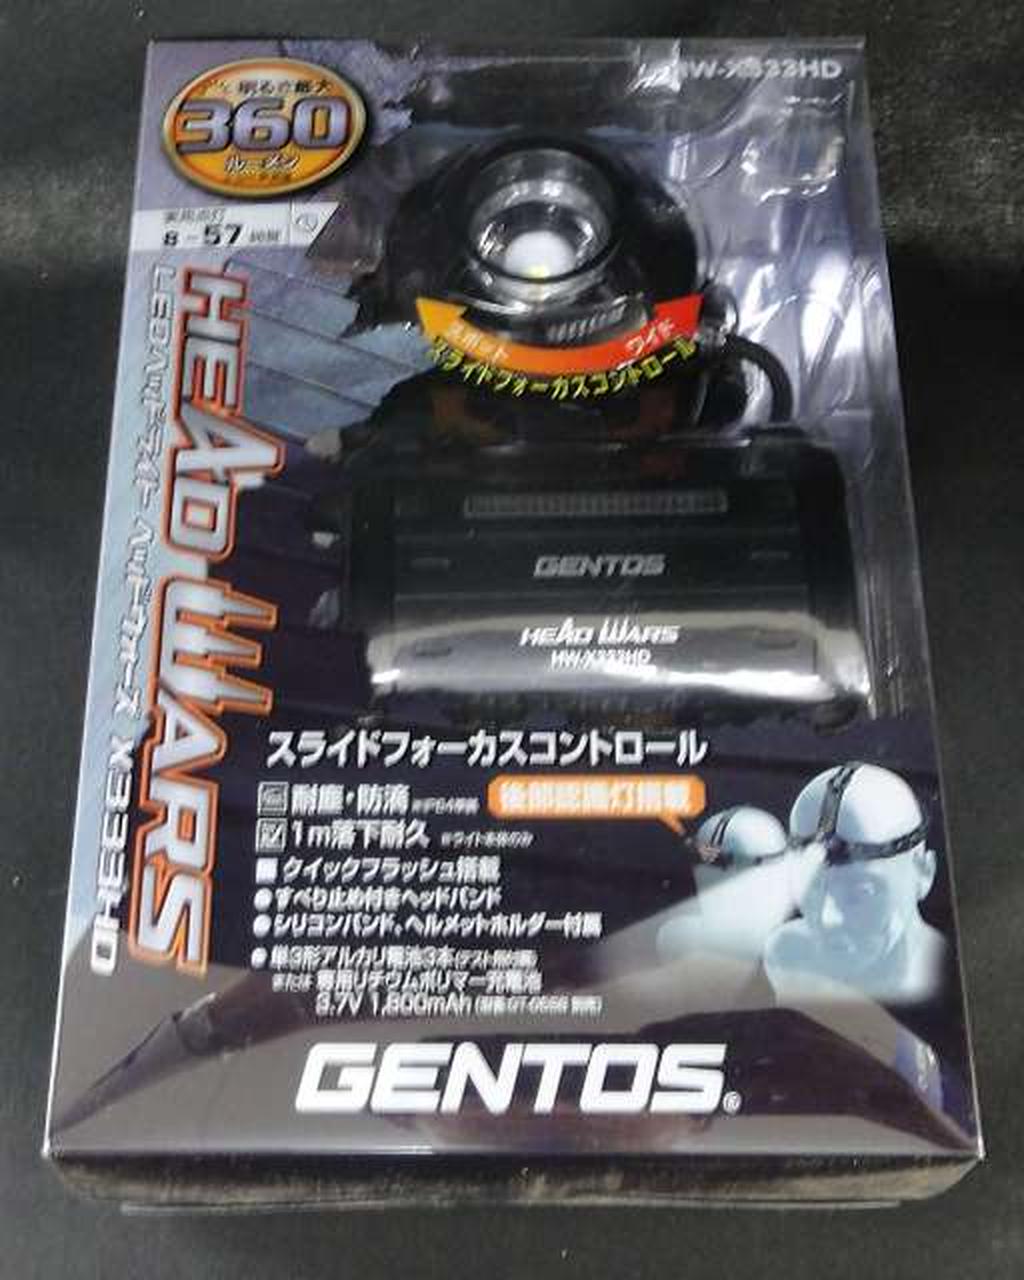 HW-X333HD
明るさ最大
360
ルーメン
実用点灯
8-57時間
スポット
ワイド
スライドフォーカスコントロール
GENTOS
HEAD WARS
HW-X333HD
HEAD WARS
LEDヘッドライト ヘッドウォーズ X333HD
スライドフォーカスコントロール
耐塵・防滴
後部認識灯搭載
1m落下耐久 ※ライト本体のみ
クイックフラッシュ搭載
●すべり止め付きヘッドバンド
●シリコンバンド、ヘルメットホルダー付属
●単3形アルカリ電池3本
または 専用リチウムポリマー充電池
3.7V 1,800mAh
GENTOS®